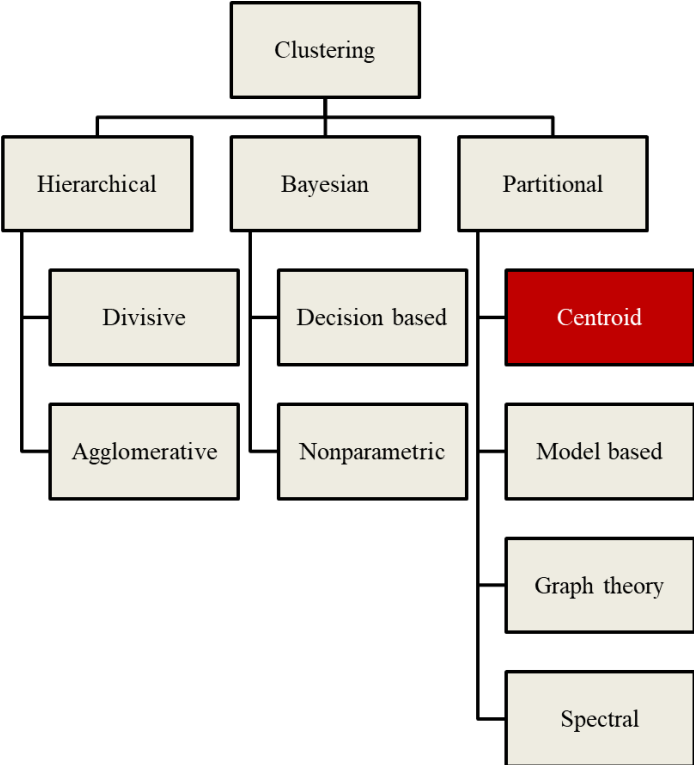 Clustering
Hierarchical
Bayesian
Partitional
Divisive
Decision based
Centroid
Agglomerative
Nonparametric
Model based
Graph theory
Spectral